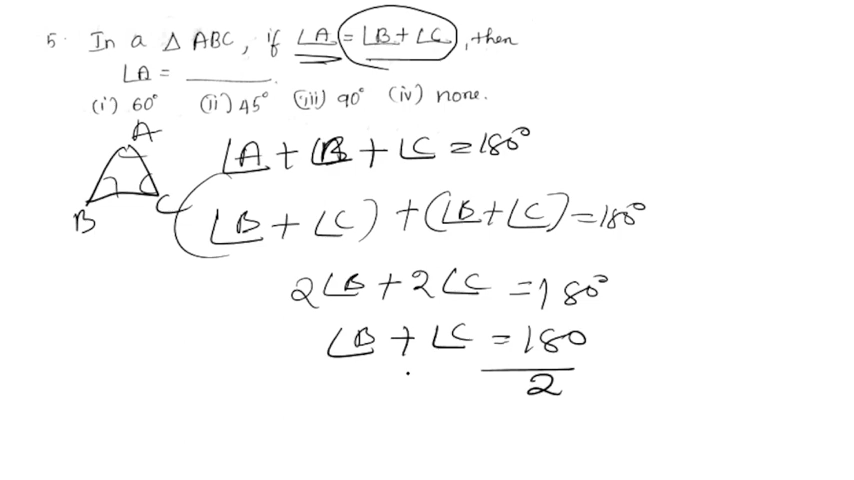 5. In a △ ABC, if ∠A = ∠B + ∠C, then
∠A = ________.
(i) 60° (ii) 45° (iii) 90° (iv) none.
A
B
C
∠A + ∠B + ∠C = 180°
(∠B + ∠C) + (∠B + ∠C) = 180°
2∠B + 2∠C = 180°
∠B + ∠C = 180
2